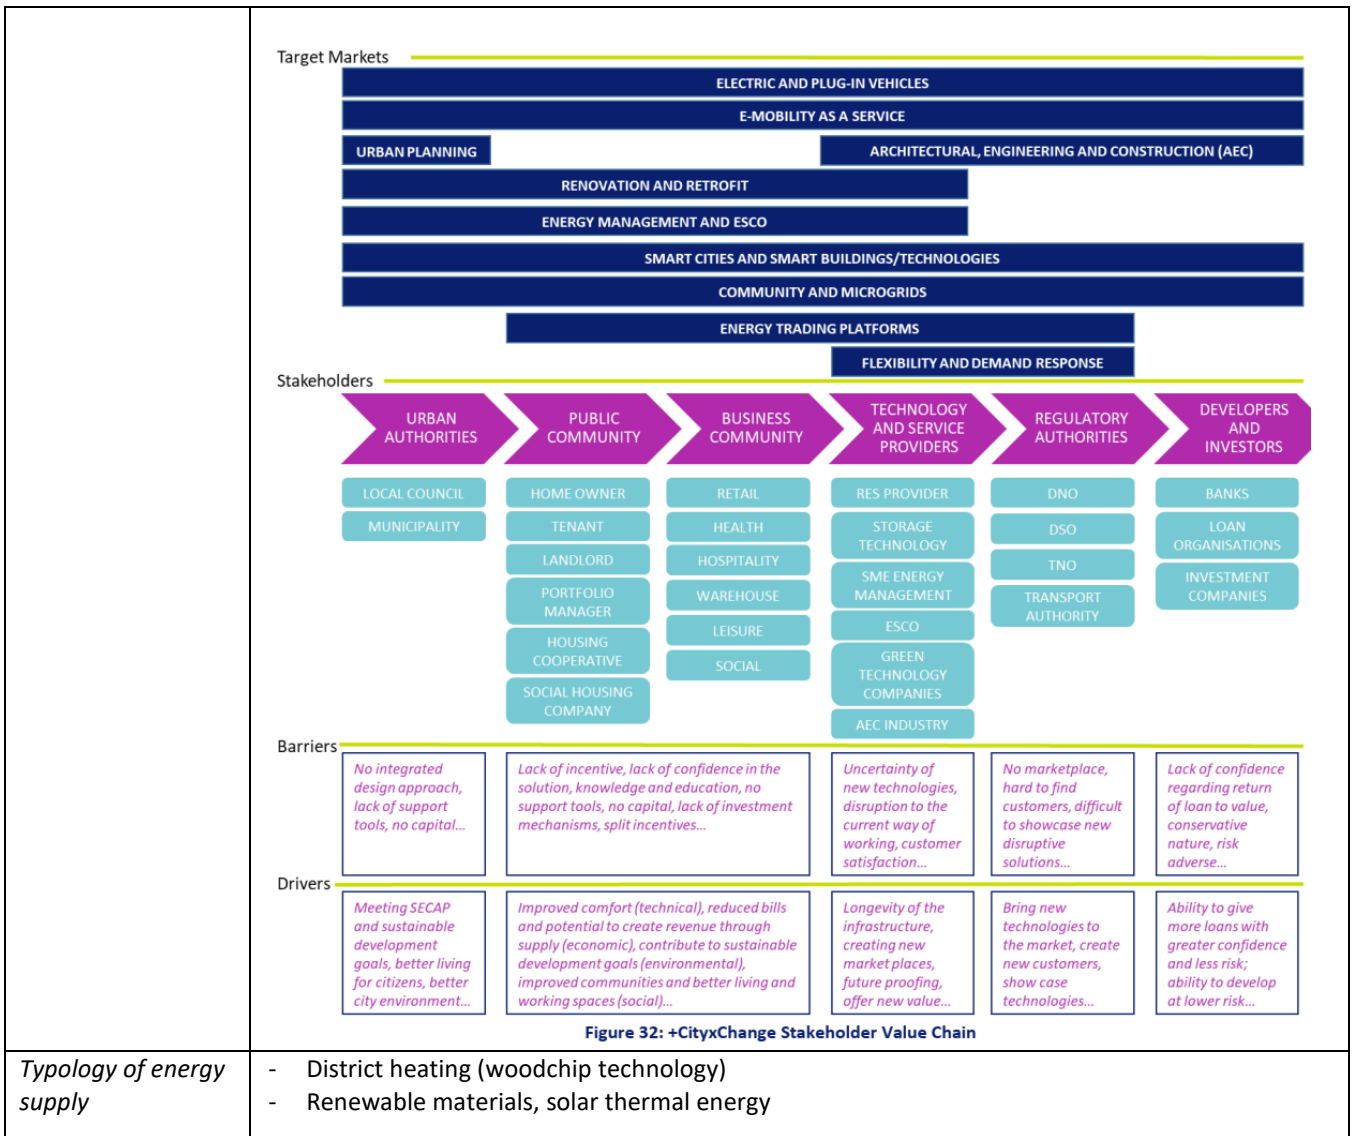 Target Markets
ELECTRIC AND PLUG-IN VEHICLES
E-MOBILITY AS A SERVICE
URBAN PLANNING
ARCHITECTURAL, ENGINEERING AND CONSTRUCTION (AEC)
RENOVATION AND RETROFIT
ENERGY MANAGEMENT AND ESCO
SMART CITIES AND SMART BUILDINGS/TECHNOLOGIES
COMMUNITY AND MICROGRIDS
ENERGY TRADING PLATFORMS
FLEXIBILITY AND DEMAND RESPONSE
Stakeholders
URBAN
AUTHORITIES
PUBLIC
COMMUNITY
BUSINESS
COMMUNITY
TECHNOLOGY
AND SERVICE
PROVIDERS
REGULATORY
AUTHORITIES
DEVELOPERS
AND
INVESTORS
LOCAL COUNCIL
MUNICIPALITY
HOME OWNER
TENANT
LANDLORD
PORTFOLIO
MANAGER
HOUSING
COOPERATIVE
SOCIAL HOUSING
COMPANY
RETAIL
HEALTH
HOSPITALITY
WAREHOUSE
LEISURE
SOCIAL
RES PROVIDER
STORAGE
TECHNOLOGY
SME ENERGY
MANAGEMENT
ESCO
GREEN
TECHNOLOGY
COMPANIES
AEC INDUSTRY
DNO
DSO
TNO
TRANSPORT
AUTHORITY
BANKS
LOAN
ORGANISATIONS
INVESTMENT
COMPANIES
Barriers
No integrated
design approach,
lack of support
tools, no capital...
Lack of incentive, lack of confidence in the
solution, knowledge and education, no
support tools, no capital, lack of investment
mechanisms, split incentives...
Uncertainty of
new technologies,
disruption to the
current way of
working, customer
satisfaction...
No marketplace,
hard to find
customers, difficult
to showcase new
disruptive
solutions...
Lack of confidence
regarding return
of loan to value,
conservative
nature, risk
adverse...
Drivers
Meeting SECAP
and sustainable
development
goals, better living
for citizens, better
city environment...
Improved comfort (technical), reduced bills
and potential to create revenue through
supply (economic), contribute to sustainable
development goals (environmental),
improved communities and better living and
working spaces (social)...
Longevity of the
infrastructure,
creating new
market places,
future proofing,
offer new value...
Bring new
technologies to
the market, create
new customers,
show case
technologies...
Ability to give
more loans with
greater confidence
and less risk;
ability to develop
at lower risk...
Figure 32: +CityxChange Stakeholder Value Chain
Typology of energy
supply
- District heating (woodchip technology)
- Renewable materials, solar thermal energy